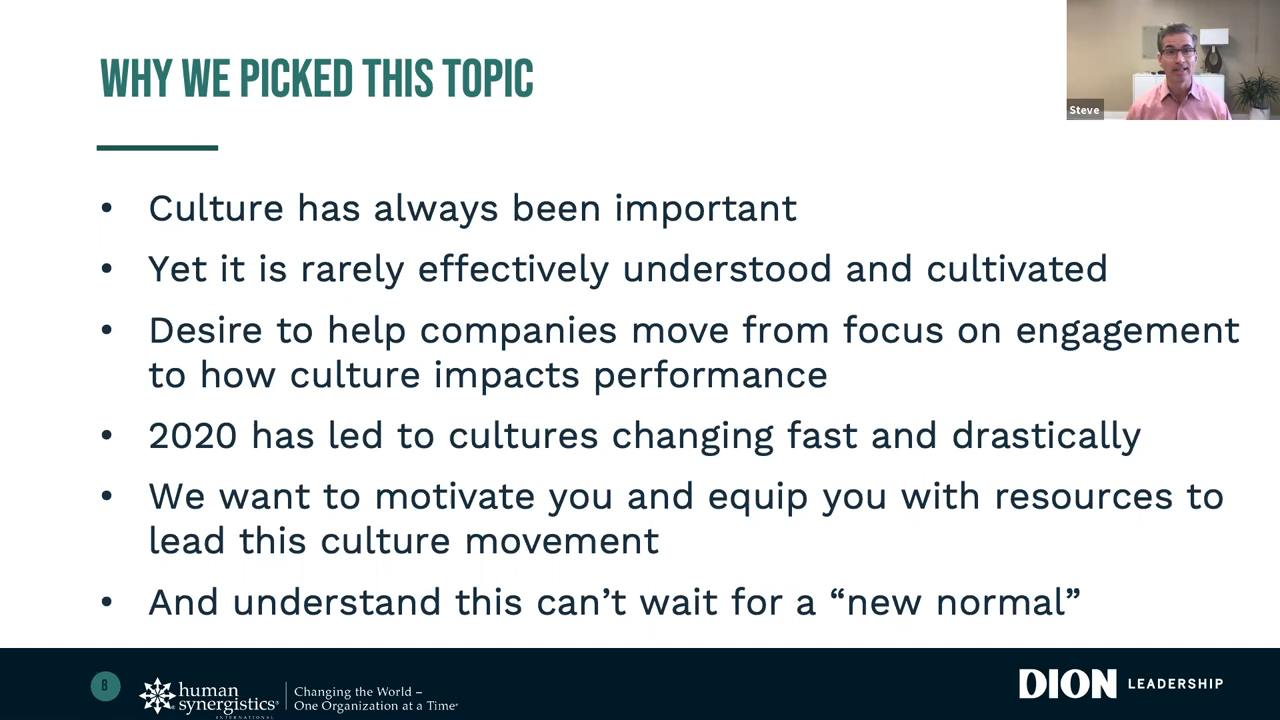 WHY WE PICKED THIS TOPIC
Steve
• Culture has always been important
• Yet it is rarely effectively understood and cultivated
• Desire to help companies move from focus on engagement
to how culture impacts performance
• 2020 has led to cultures changing fast and drastically
• We want to motivate you and equip you with resources to
lead this culture movement
• And understand this can’t wait for a “new normal”
8
human
synergistics®
INTERNATIONAL
Changing the World –
One Organization at a Time®
DION LEADERSHIP